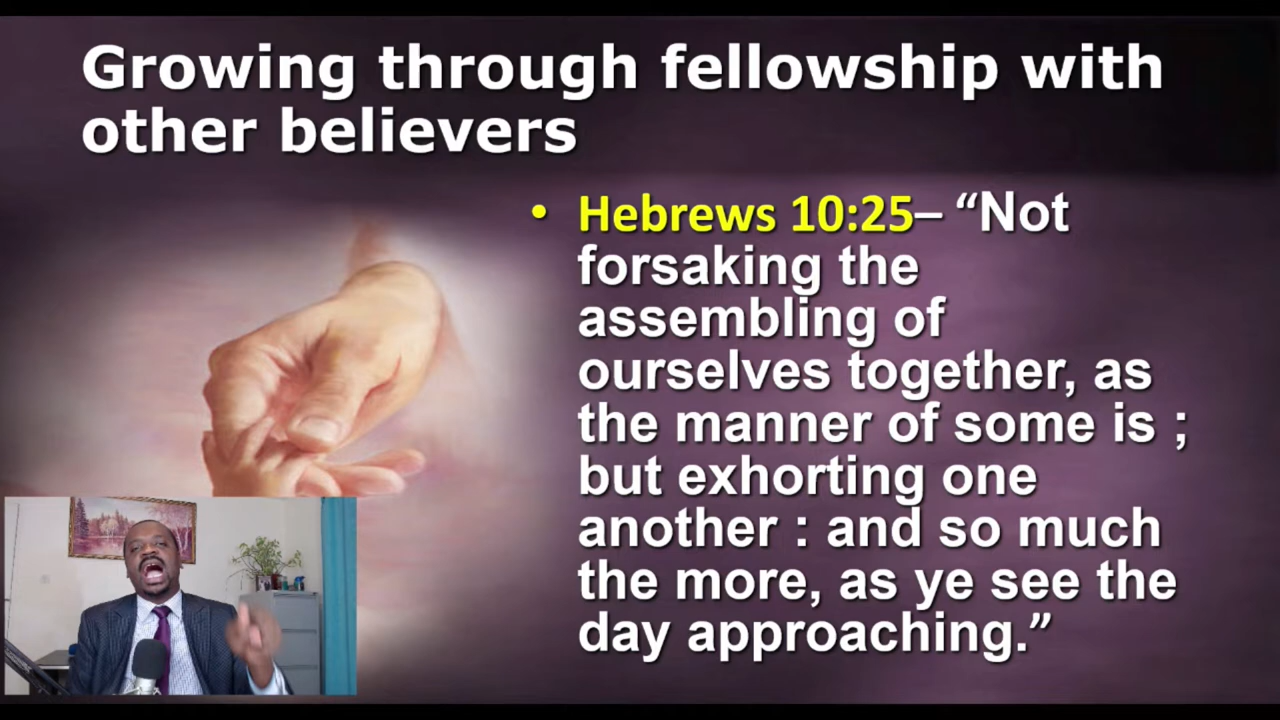 Growing through fellowship with
other believers
• Hebrews 10:25– “Not
forsaking the
assembling of
ourselves together, as
the manner of some is ;
but exhorting one
another : and so much
the more, as ye see the
day approaching.”